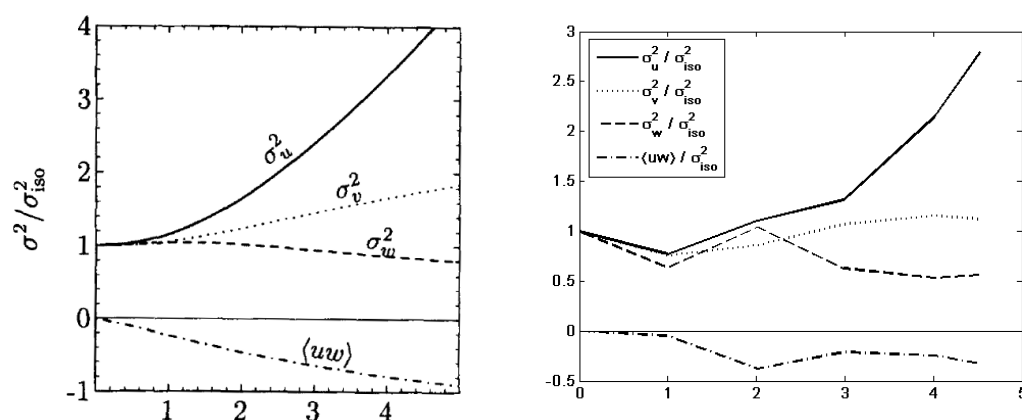 4
3
2
1
0
-1
σ²/σ²iso
σ²u
σ²v
σ²w
⟨uw⟩
1 2 3 4
3
2.5
2
1.5
1
0.5
0
-0.5
σ²u / σ²iso
σ²v / σ²iso
σ²w / σ²iso
⟨uw⟩ / σ²iso
0 1 2 3 4 5